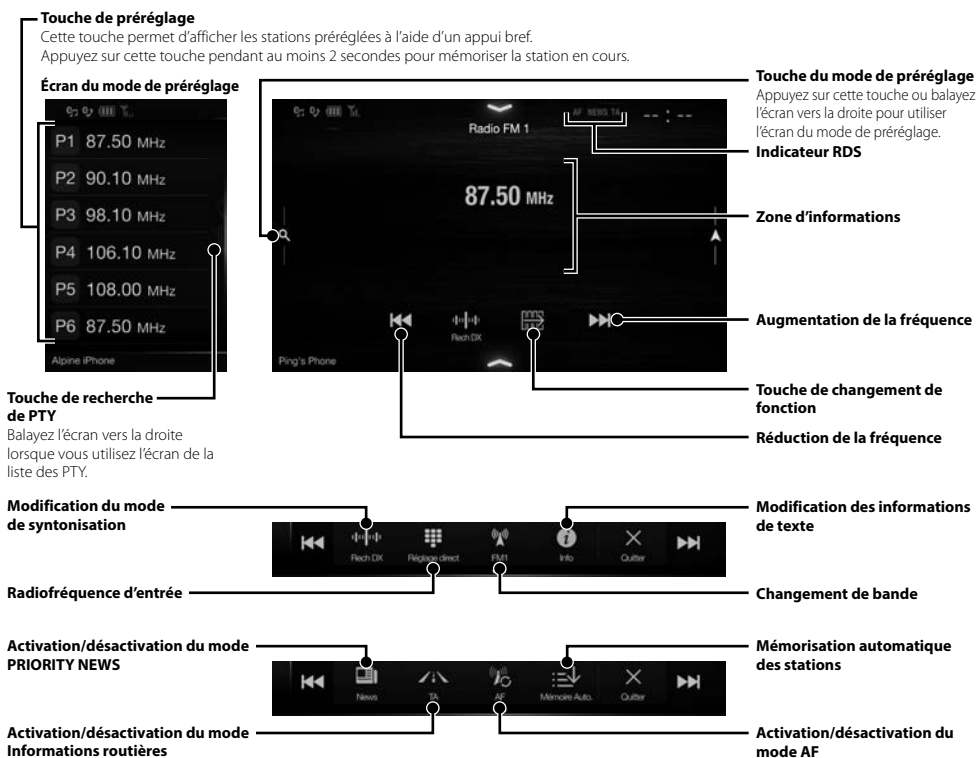 Touche de préréglage
Cette touche permet d'afficher les stations préréglées à l'aide d'un appui bref.
Appuyez sur cette touche pendant au moins 2 secondes pour mémoriser la station en cours.
Écran du mode de préréglage
P1 87.50 MHz
P2 90.10 MHz
P3 98.10 MHz
P4 106.10 MHz
P5 108.00 MHz
P6 87.50 MHz
Alpine iPhone
Radio FM 1
AF NEWS TA
-- : --
87.50 MHz
Rech DX
Ping's Phone
Touche du mode de préréglage
Appuyez sur cette touche ou balayez
l'écran vers la droite pour utiliser
l'écran du mode de préréglage.
Indicateur RDS
Zone d'informations
Augmentation de la fréquence
Touche de changement de
fonction
Réduction de la fréquence
Touche de recherche
de PTY
Balayez l'écran vers la droite
lorsque vous utilisez l'écran de la
liste des PTY.
Modification du mode
de syntonisation
Rech DX
Réglage direct
FM1
Info
Quitter
Modification des informations
de texte
Radiofréquence d'entrée
Changement de bande
Activation/désactivation du mode
PRIORITY NEWS
News
TA
AF
Mémoire Auto.
Quitter
Mémorisation automatique
des stations
Activation/désactivation du mode
Informations routières
Activation/désactivation du
mode AF